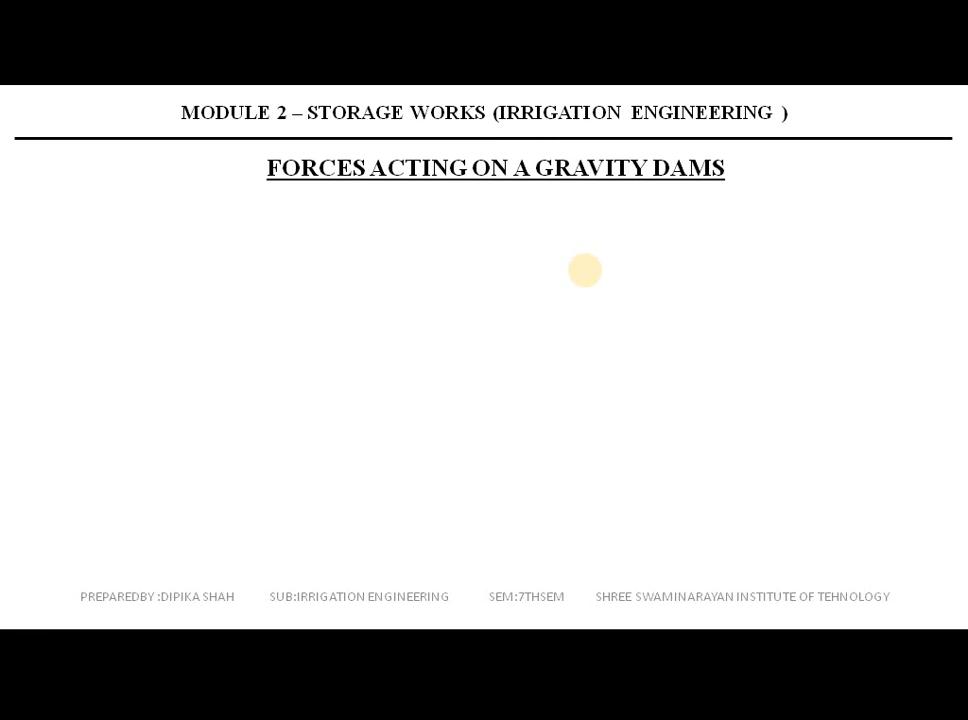 MODULE 2 – STORAGE WORKS (IRRIGATION ENGINEERING )
FORCES ACTING ON A GRAVITY DAMS
PREPAREDBY :DIPIKA SHAH SUB:IRRIGATION ENGINEERING SEM:7THSEM SHREE SWAMINARAYAN INSTITUTE OF TEHNOLOGY